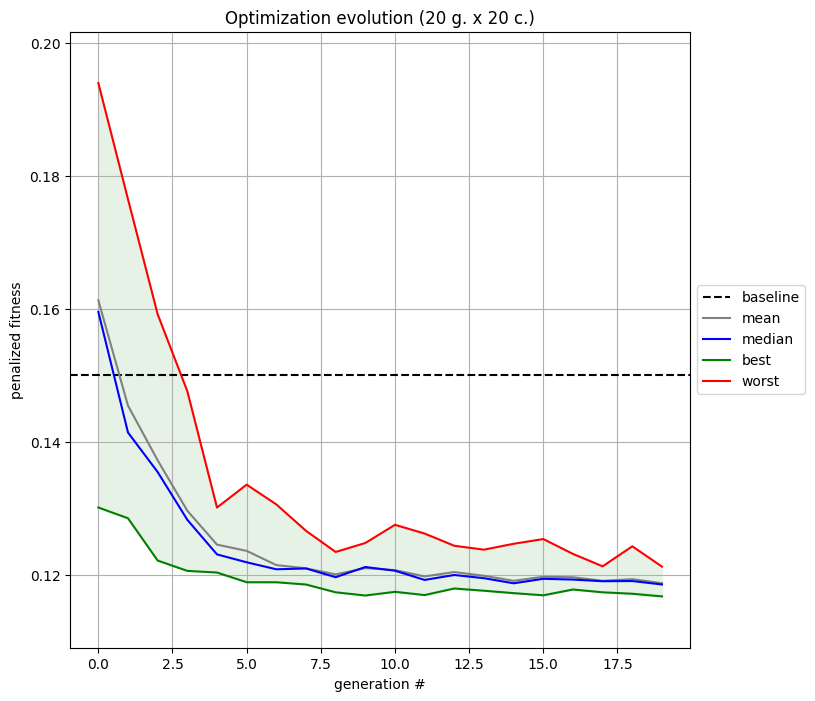 Optimization evolution (20 g. x 20 c.)
0.20
0.18
0.16
0.14
0.12
penalized fitness
0.0
2.5
5.0
7.5
10.0
12.5
15.0
17.5
generation #
baseline
mean
median
best
worst